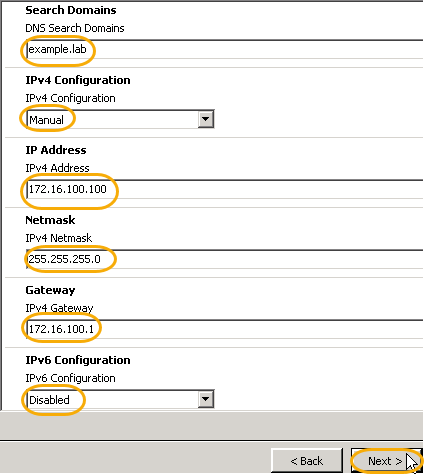 Search Domains
DNS Search Domains
example.lab
IPv4 Configuration
IPv4 Configuration
Manual
IP Address
IPv4 Address
172.16.100.100
Netmask
IPv4 Netmask
255.255.255.0
Gateway
IPv4 Gateway
172.16.100.1
IPv6 Configuration
IPv6 Configuration
Disabled
< Back Next >